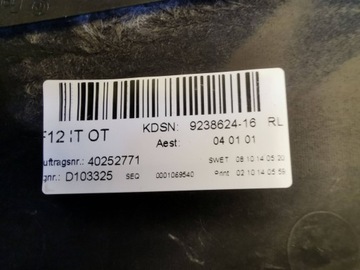 F12 IT OT KDSN: 9238624-16 RL
Aest: 04 01 01
uftragsnr.: 40252771 SWET 08 10 14 05:20
gnr.: D103325 SEQ 0001069540 Print 02 10 14 05:59